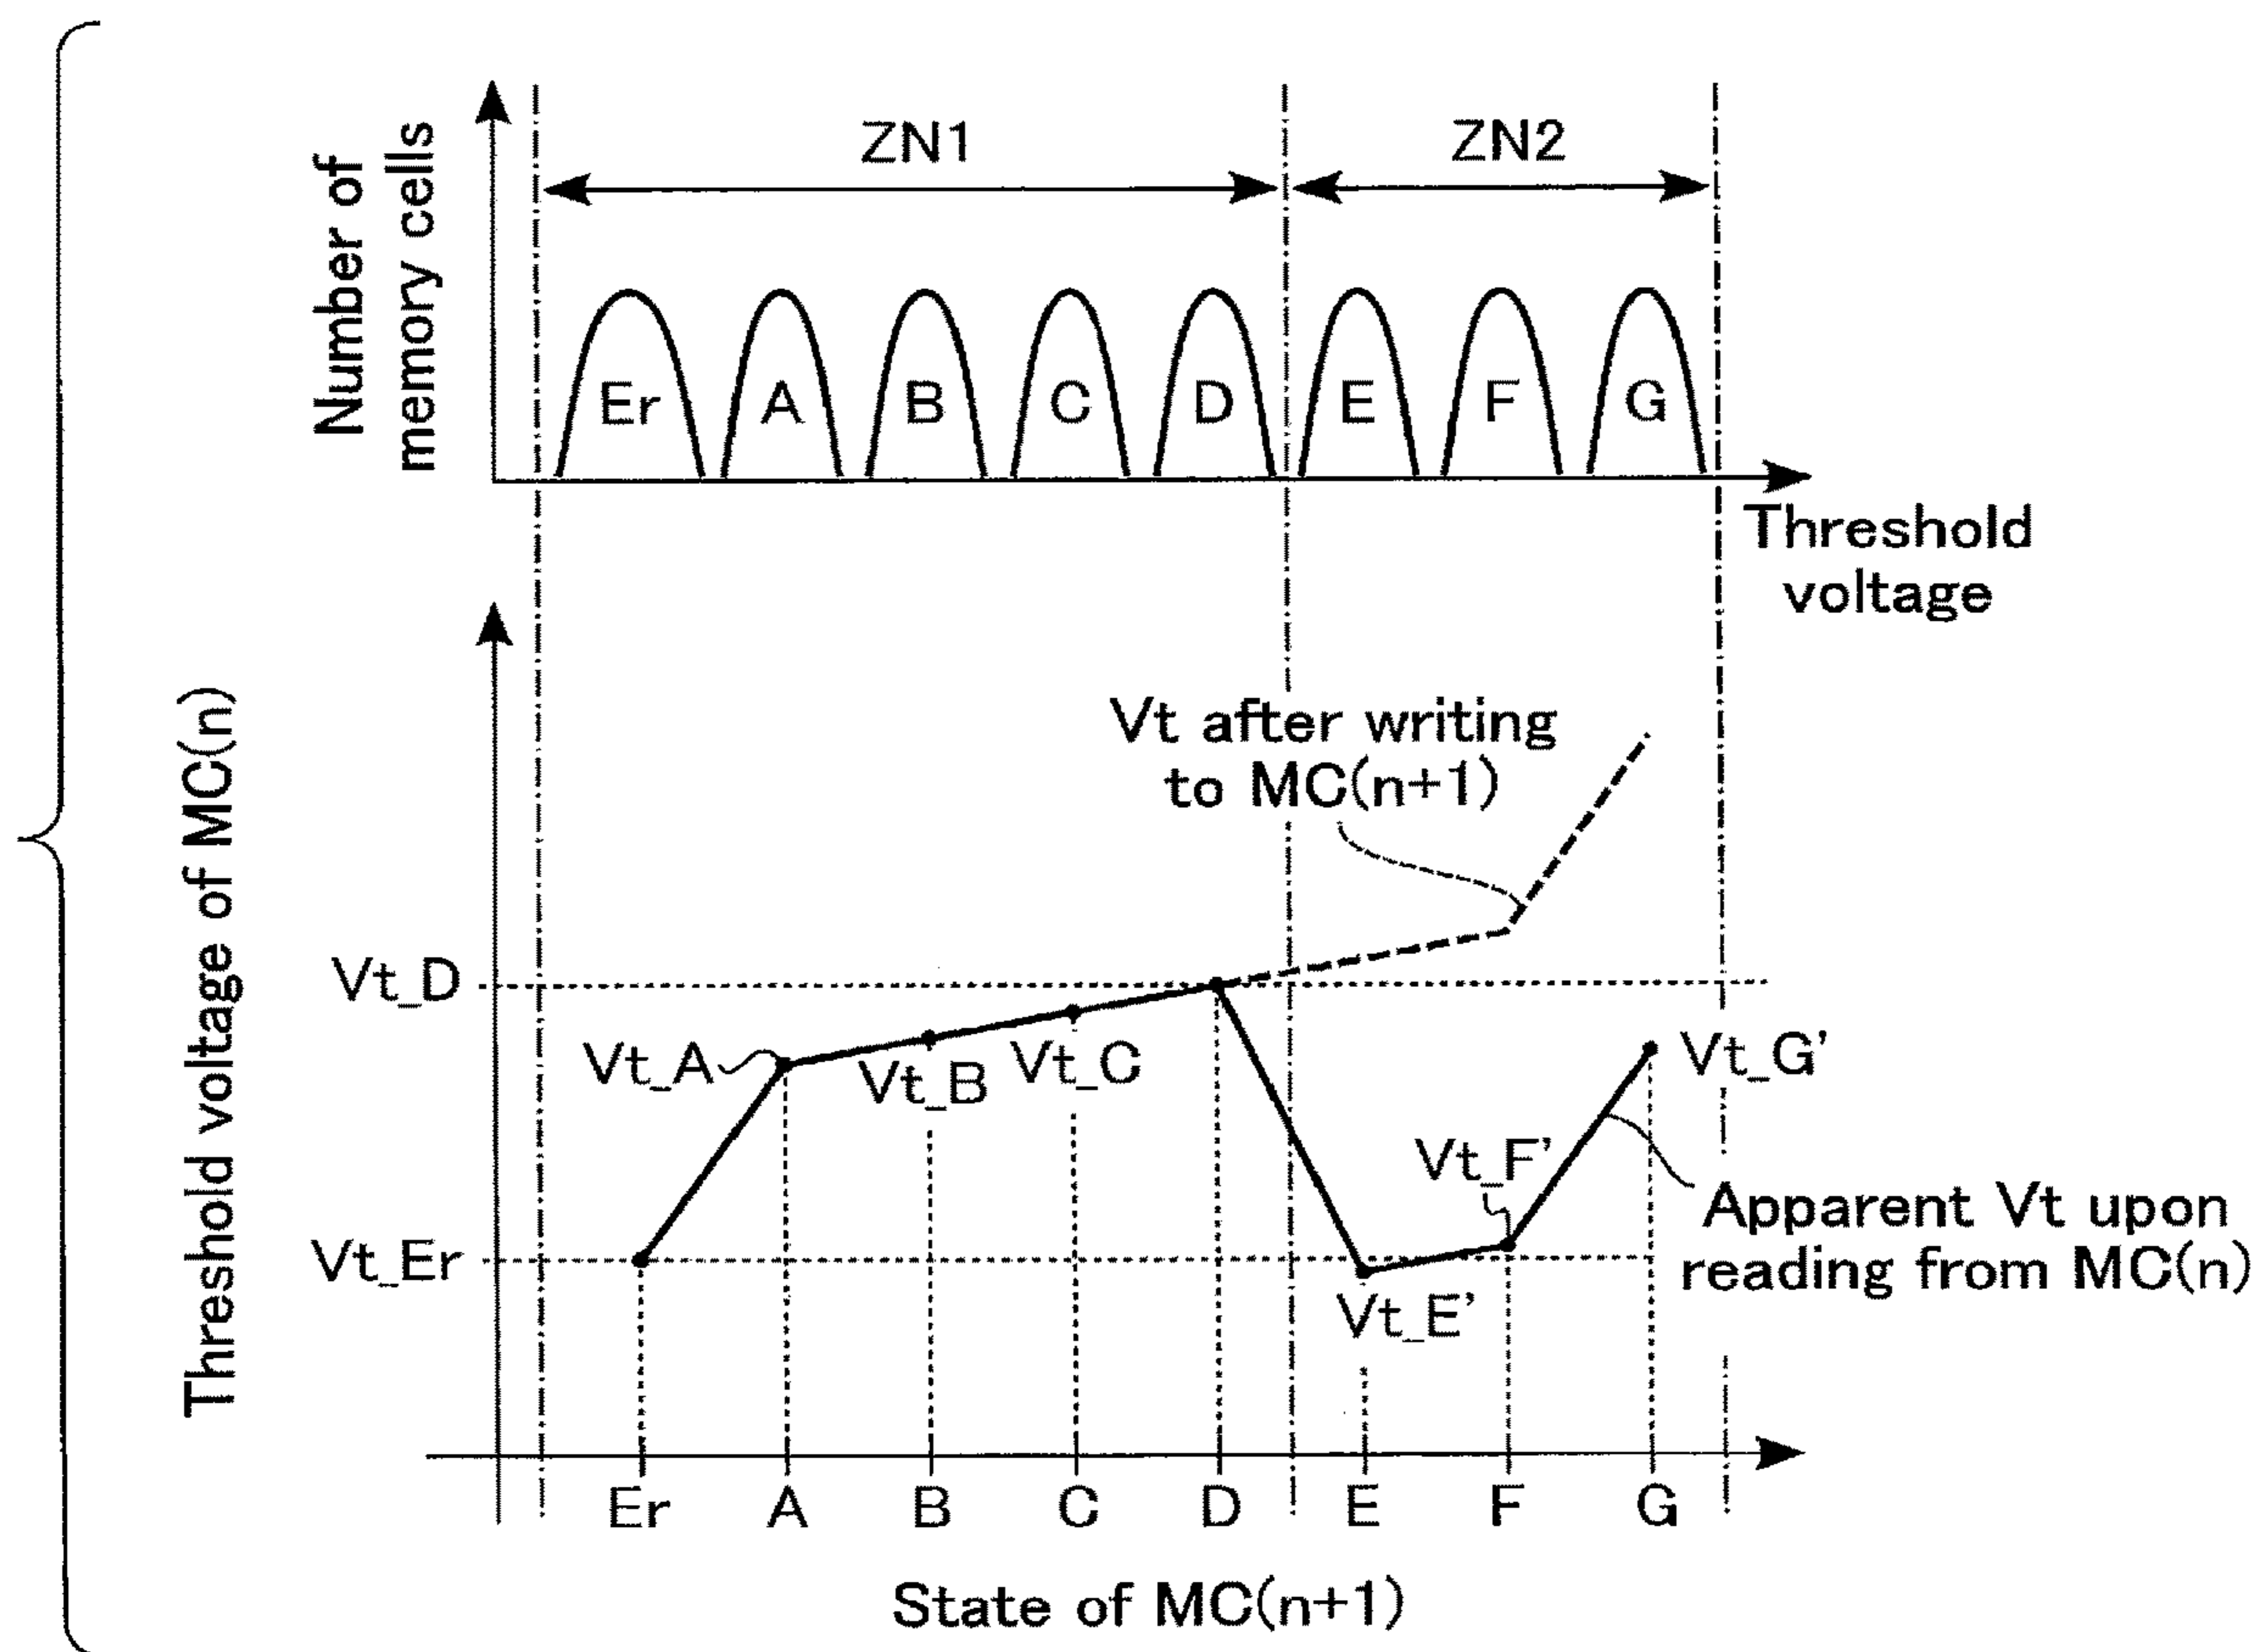 Number of
memory cells
ZN1
ZN2
Er
A
B
C
D
E
F
G
Threshold
voltage
Threshold voltage of MC(n)
Vt after writing
to MC(n+1)
Vt_D
Vt_A
Vt_B
Vt_C
Vt_G'
Vt_F'
Apparent Vt upon
reading from MC(n)
Vt_Er
Vt_E'
Er
A
B
C
D
E
F
G
State of MC(n+1)